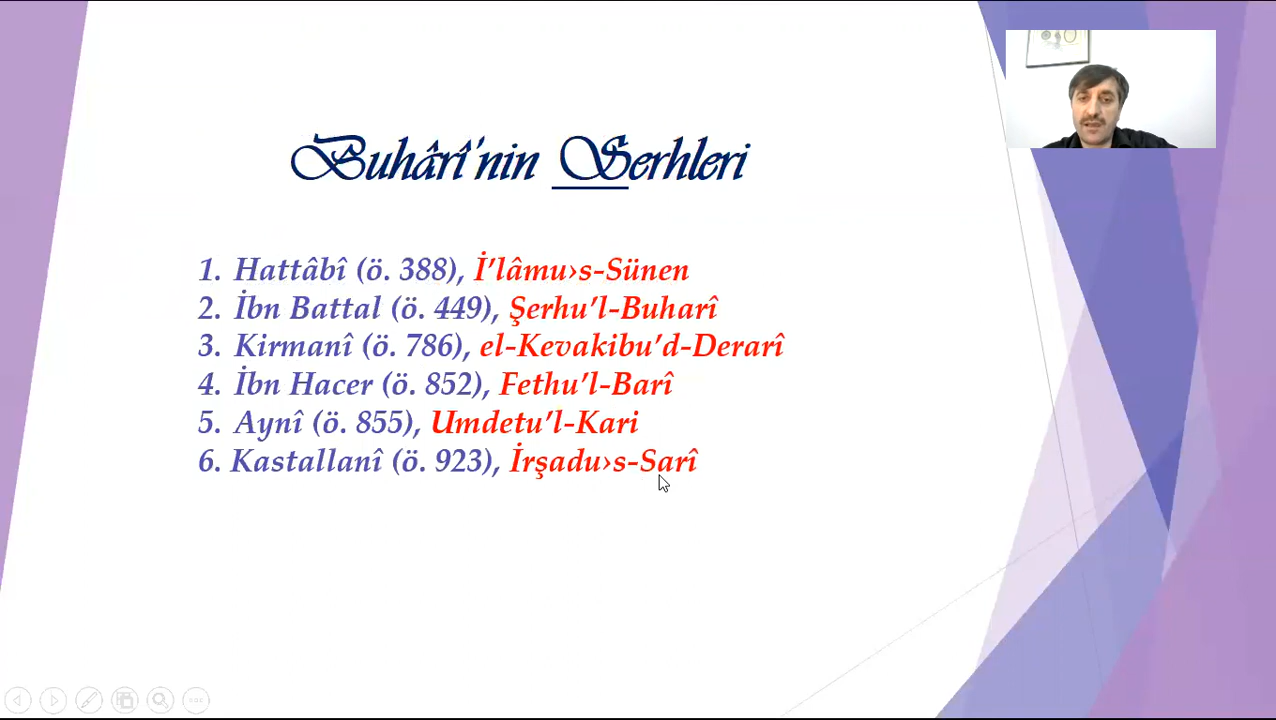 Buhârî'nin Şerhleri
1. Hattâbî (ö. 388), İ’lâmu›s-Sünen
2. İbn Battal (ö. 449), Şerhu’l-Buharî
3. Kirmanî (ö. 786), el-Kevakibu’d-Derarî
4. İbn Hacer (ö. 852), Fethu’l-Barî
5. Aynî (ö. 855), Umdetu’l-Kari
6. Kastallanî (ö. 923), İrşadu›s-Sarî